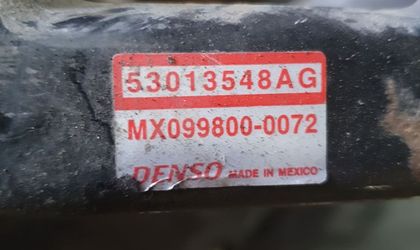 53013548AG
MX099800-0072
DENSO MADE IN MEXICO